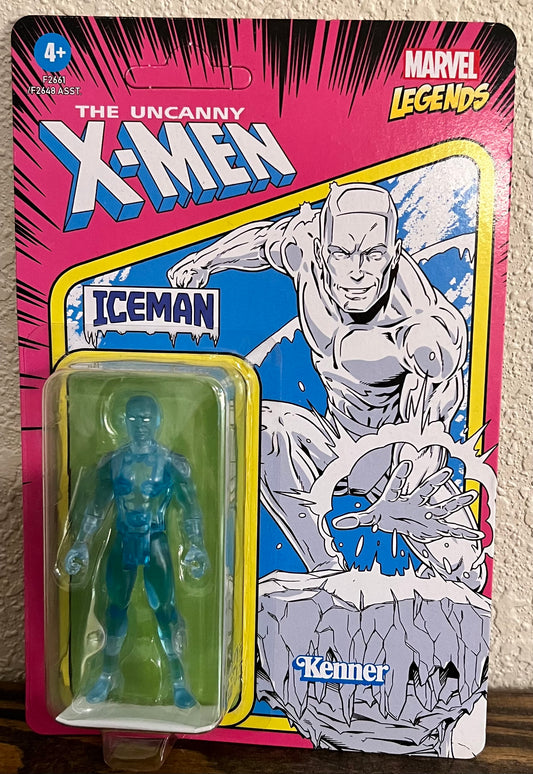 4+
F2661
/F2648 ASST.
MARVEL
LEGENDS
THE UNCANNY
X-MEN
ICEMAN
Kenner